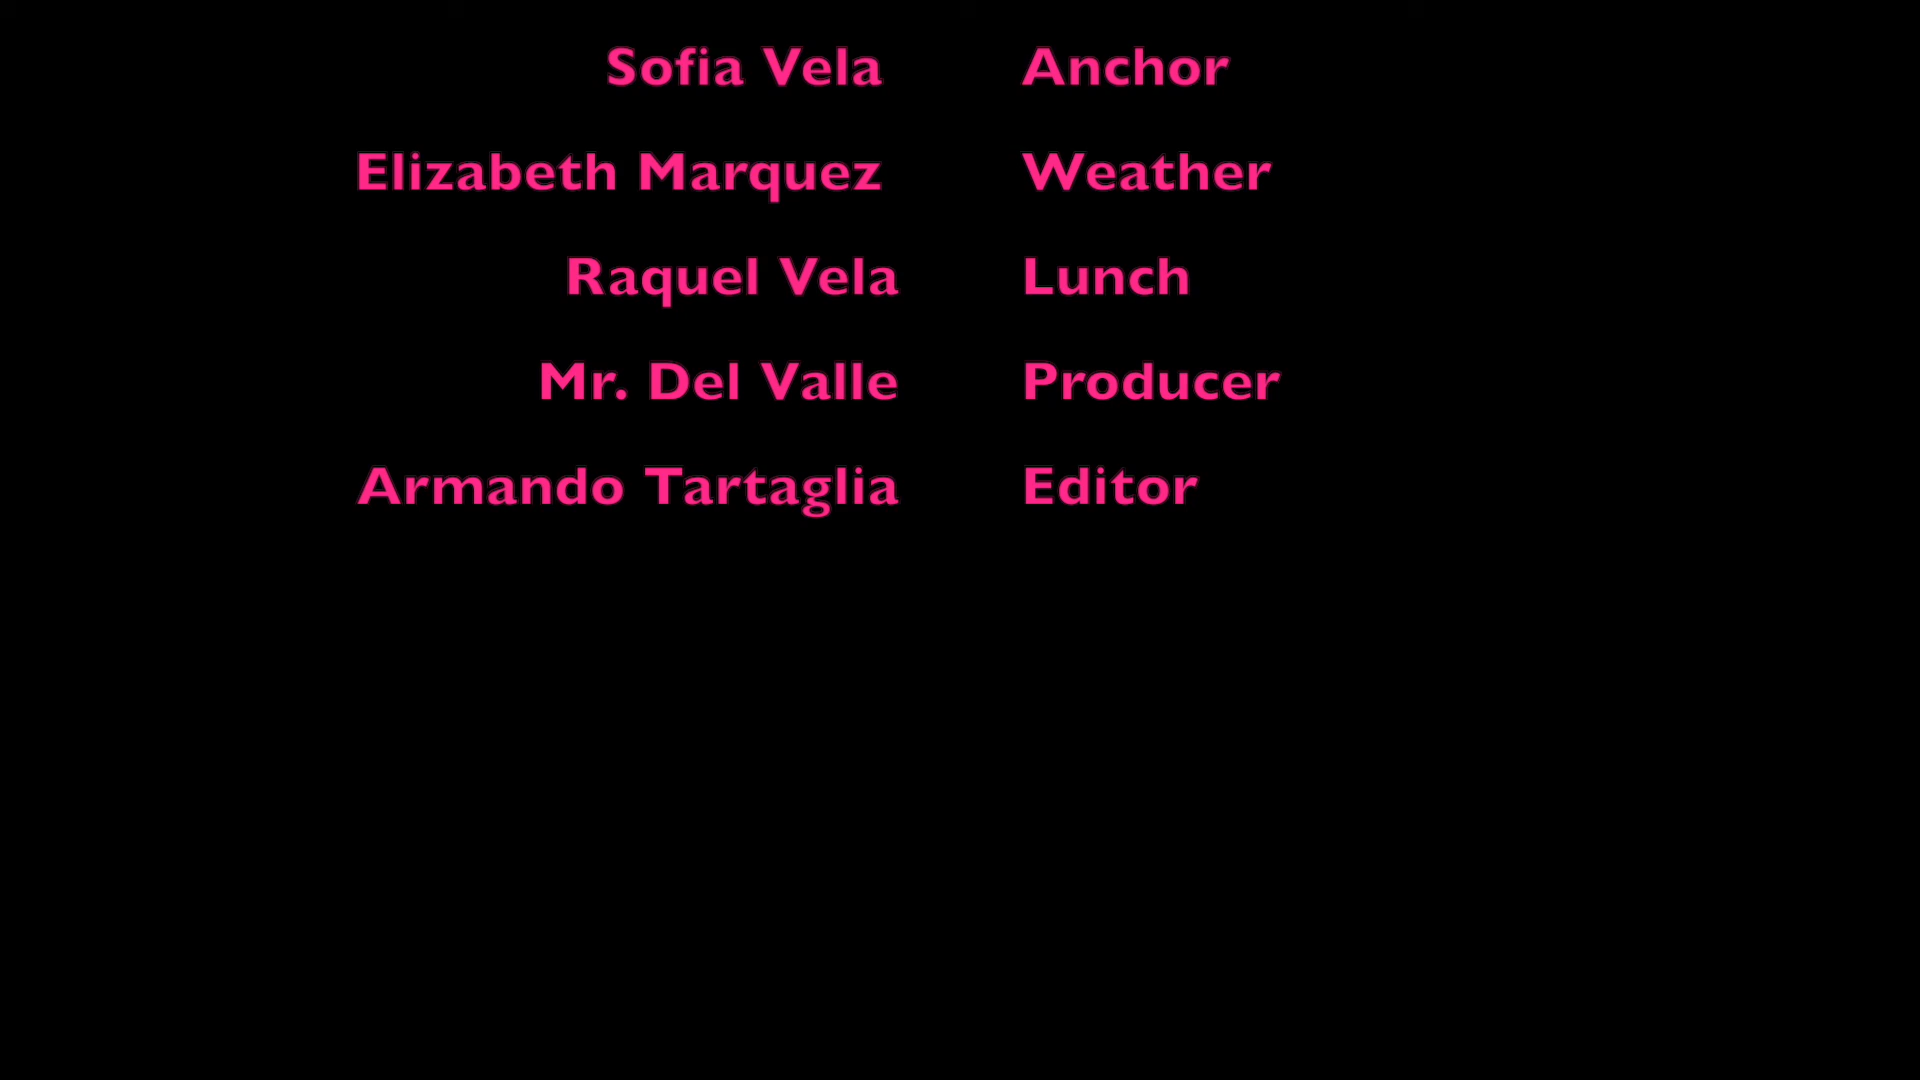 Sofia Vela Anchor
Elizabeth Marquez Weather
Raquel Vela Lunch
Mr. Del Valle Producer
Armando Tartaglia Editor